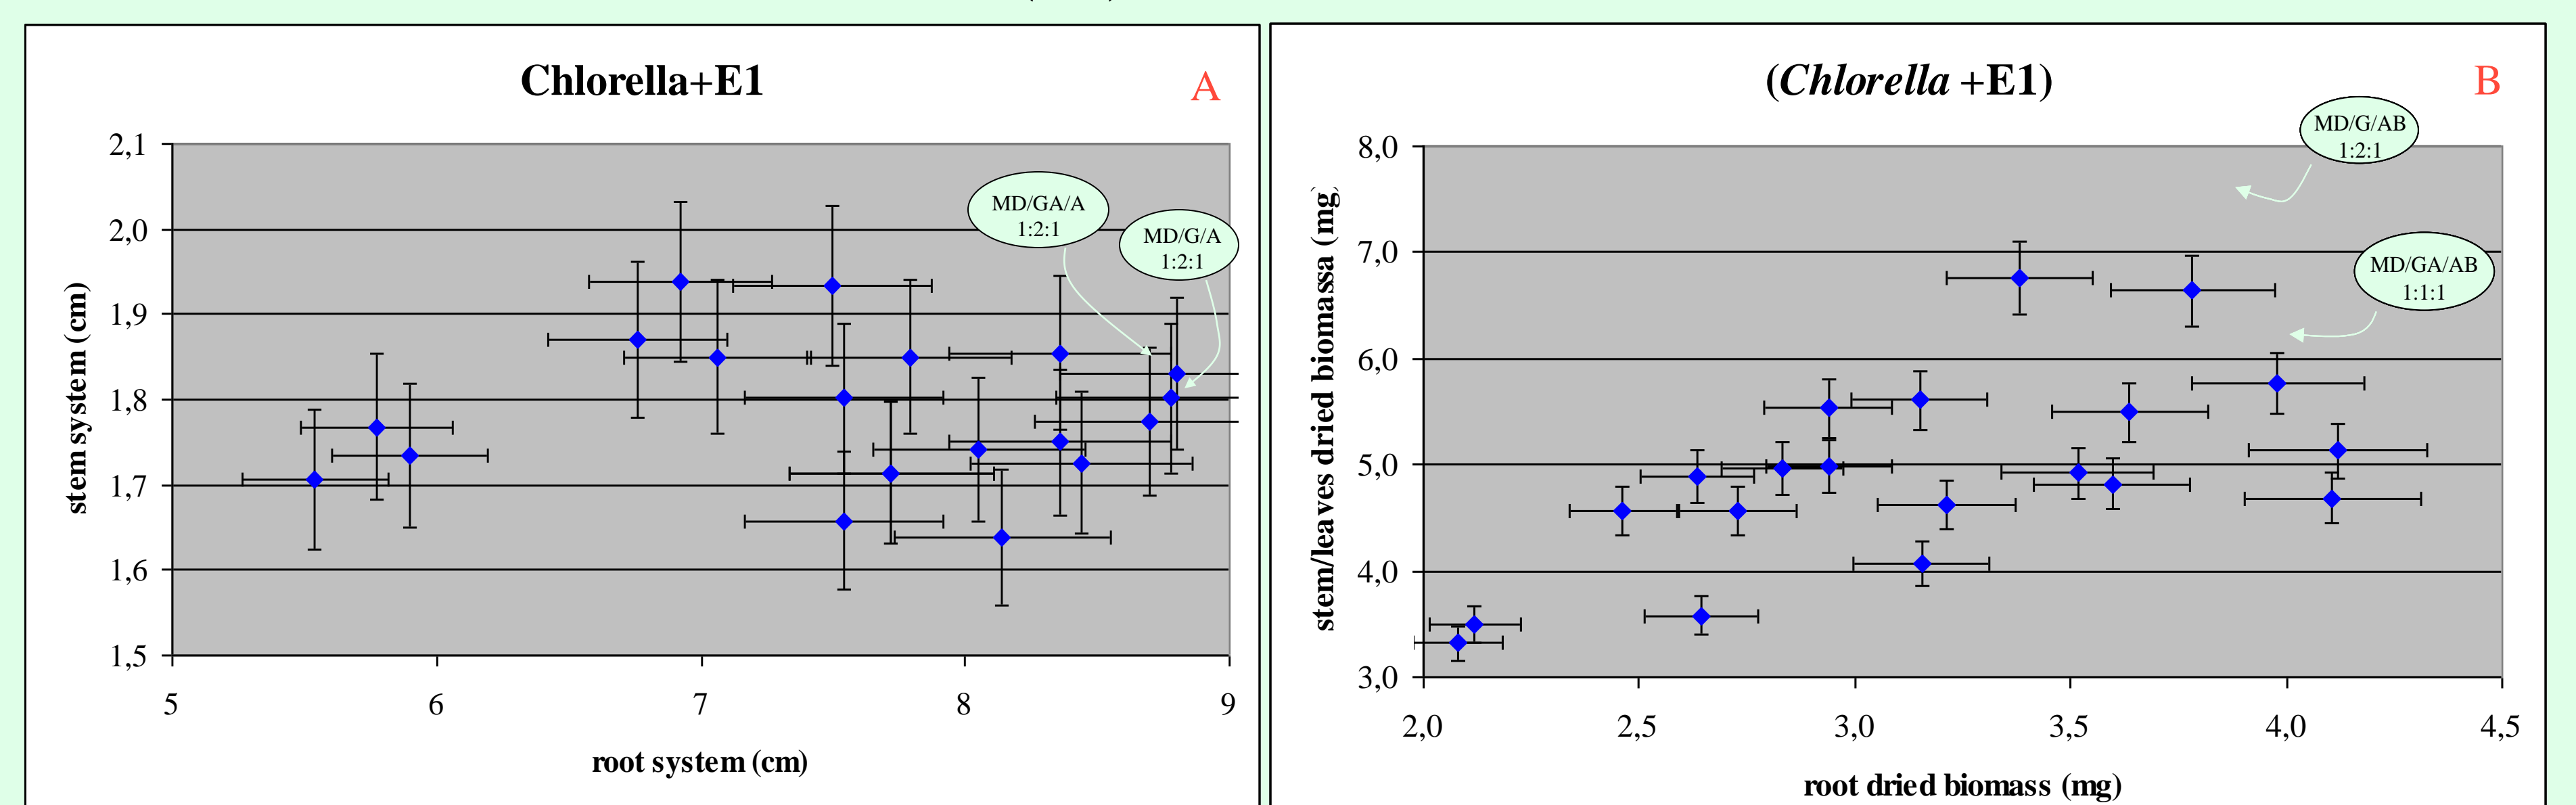 Chlorella+E1
A
2,1
2,0
1,9
1,8
1,7
1,6
1,5
stem system (cm)
MD/GA/A
1:2:1
MD/G/A
1:2:1
5 6 7 8 9
root system (cm)
(Chlorella +E1)
B
MD/G/AB
1:2:1
8,0
7,0
6,0
5,0
4,0
3,0
stem/leaves dried biomassa (mg)
MD/GA/AB
1:1:1
2,0 2,5 3,0 3,5 4,0 4,5
root dried biomass (mg)